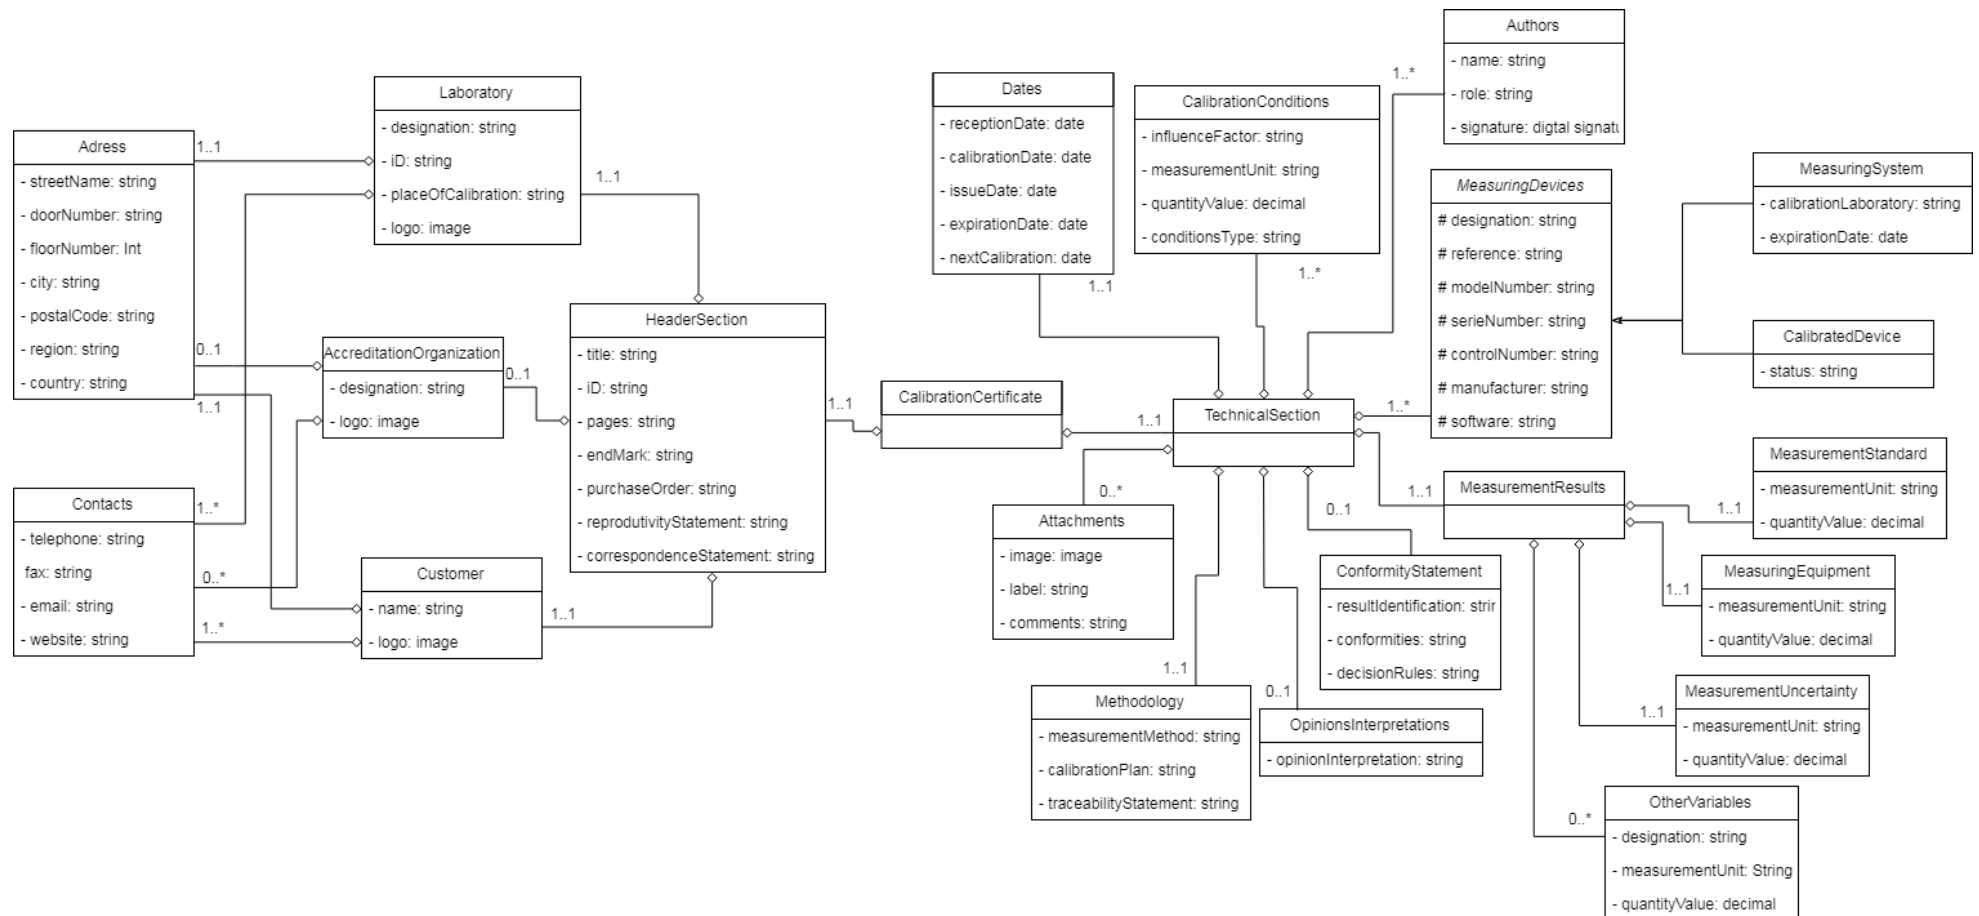 Adress
- streetName: string
- doorNumber: string
- floorNumber: Int
- city: string
- postalCode: string
- region: string
- country: string
1..1
0..1
1..1
Contacts
- telephone: string
fax: string
- email: string
- website: string
1..*
0..*
1..*
Laboratory
- designation: string
- iD: string
- placeOfCalibration: string
- logo: image
1..1
AccreditationOrganization
- designation: string
- logo: image
0..1
Customer
- name: string
- logo: image
1..1
HeaderSection
- title: string
- iD: string
- pages: string
- endMark: string
- purchaseOrder: string
- reprodutivityStatement: string
- correspondenceStatement: string
1..1
CalibrationCertificate
1..1
Dates
- receptionDate: date
- calibrationDate: date
- issueDate: date
- expirationDate: date
- nextCalibration: date
1..1
CalibrationConditions
- influenceFactor: string
- measurementUnit: string
- quantityValue: decimal
- conditionsType: string
1..*
Authors
- name: string
- role: string
- signature: digtal signatu
1..*
MeasuringDevices
# designation: string
# reference: string
# modelNumber: string
# serieNumber: string
# controlNumber: string
# manufacturer: string
# software: string
1..*
MeasuringSystem
- calibrationLaboratory: string
- expirationDate: date
CalibratedDevice
- status: string
TechnicalSection
Attachments
- image: image
- label: string
- comments: string
0..*
Methodology
- measurementMethod: string
- calibrationPlan: string
- traceabilityStatement: string
1..1
OpinionsInterpretations
- opinionInterpretation: string
0..1
ConformityStatement
- resultIdentification: strir
- conformities: string
- decisionRules: string
0..1
MeasurementResults
1..1
MeasurementStandard
- measurementUnit: string
- quantityValue: decimal
1..1
MeasuringEquipment
- measurementUnit: string
- quantityValue: decimal
1..1
MeasurementUncertainty
- measurementUnit: string
- quantityValue: decimal
1..1
OtherVariables
- designation: string
- measurementUnit: String
- quantityValue: decimal
0..*